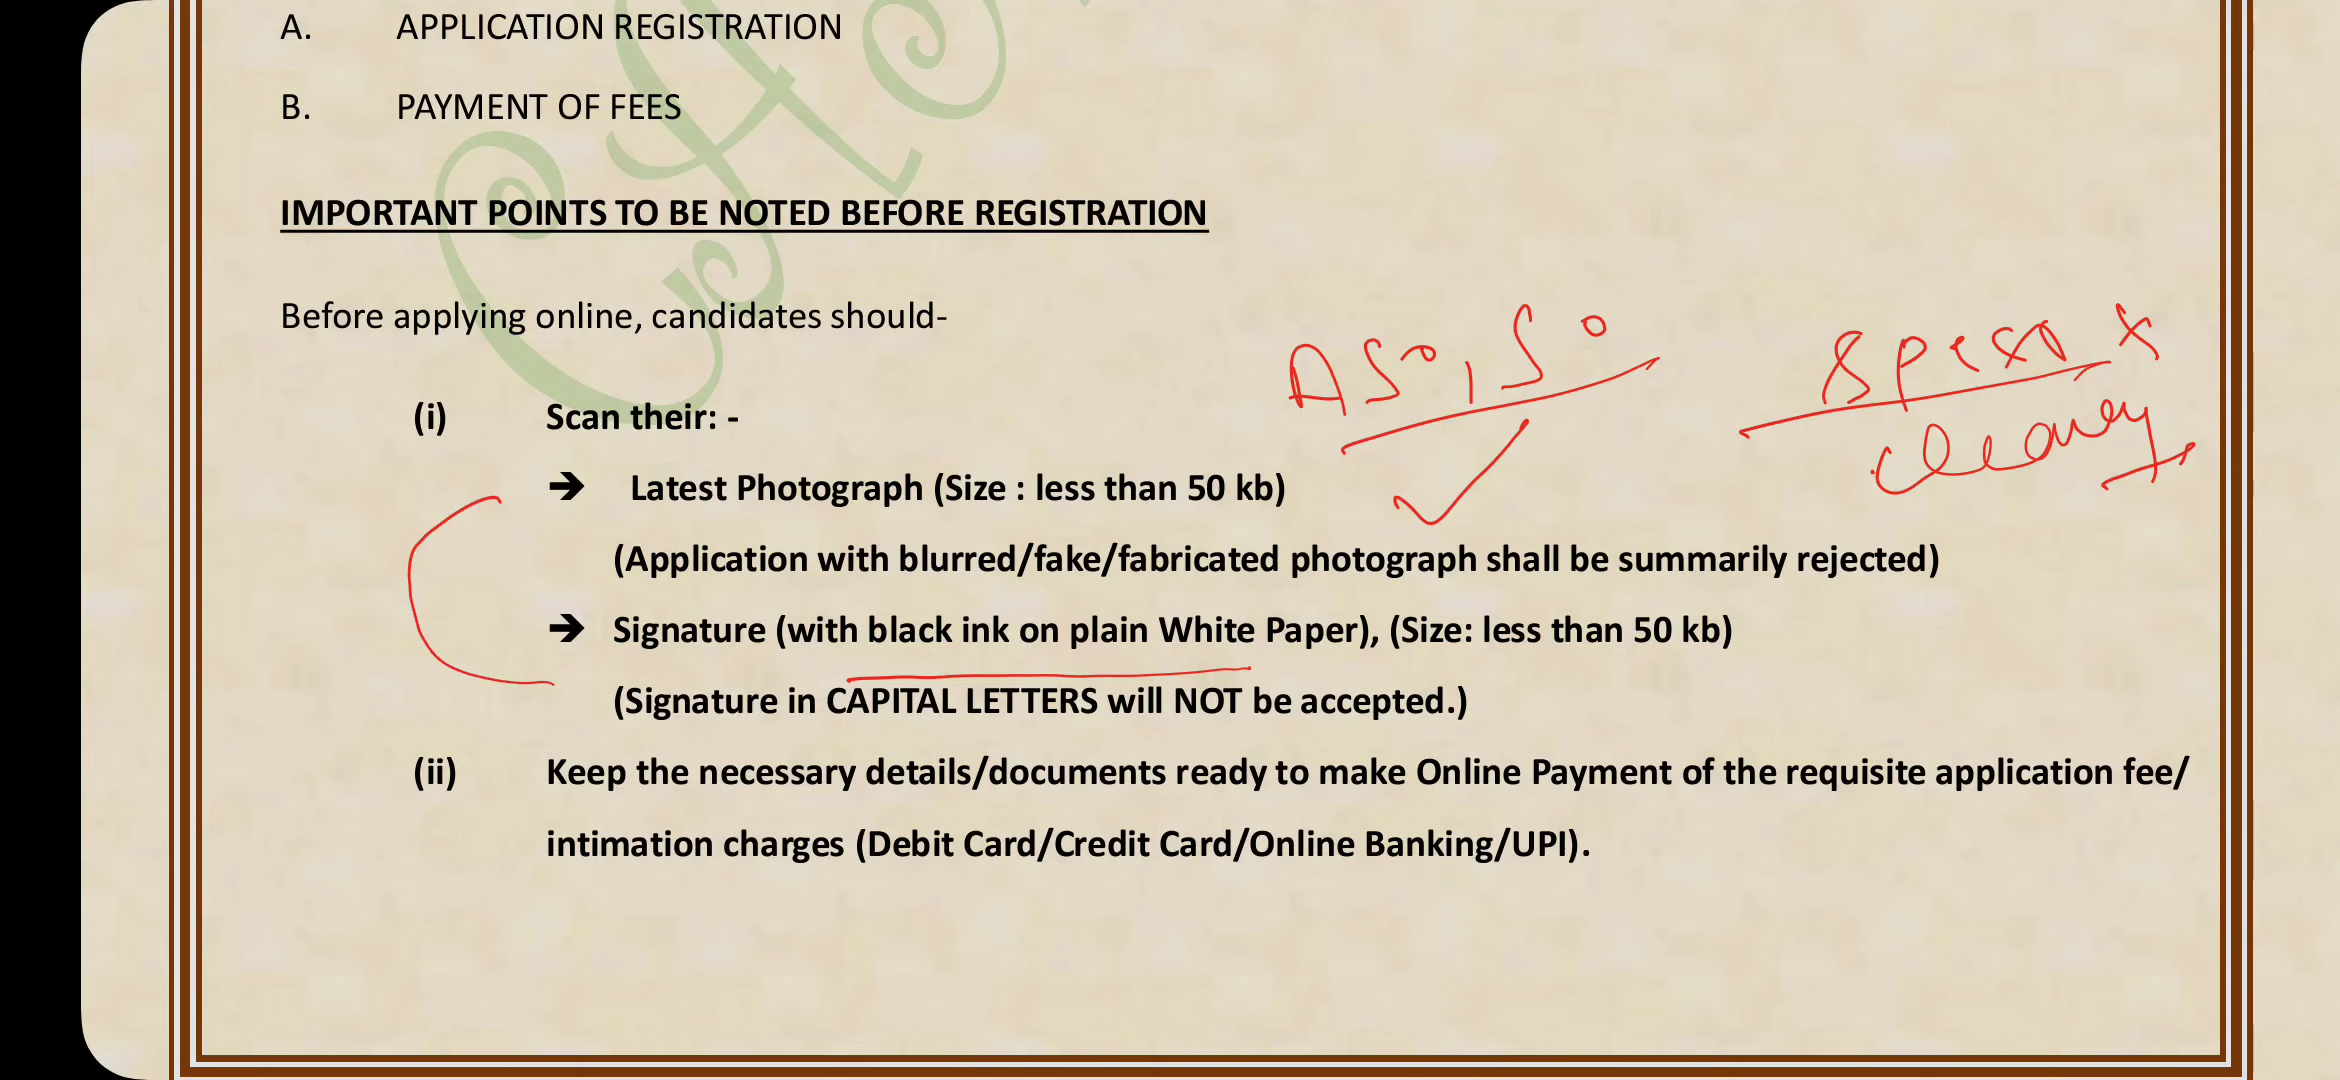 A. APPLICATION REGISTRATION
B. PAYMENT OF FEES
IMPORTANT POINTS TO BE NOTED BEFORE REGISTRATION
Before applying online, candidates should-
(i) Scan their: -
➔ Latest Photograph (Size : less than 50 kb)
(Application with blurred/fake/fabricated photograph shall be summarily rejected)
➔ Signature (with black ink on plain White Paper), (Size: less than 50 kb)
(Signature in CAPITAL LETTERS will NOT be accepted.)
(ii) Keep the necessary details/documents ready to make Online Payment of the requisite application fee/
intimation charges (Debit Card/Credit Card/Online Banking/UPI).